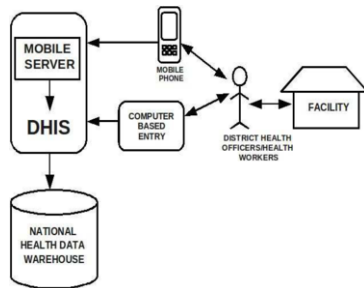 MOBILE
SERVER
DHIS
MOBILE
PHONE
COMPUTER
BASED
ENTRY
DISTRICT HEALTH
OFFICERS/HEALTH
WORKERS
FACILITY
NATIONAL
HEALTH DATA
WAREHOUSE